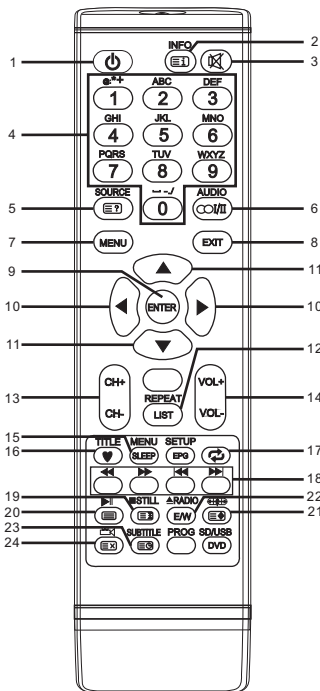 INFO
1
2
3
@:*+ ABC DEF
1 2 3
4
GHI JKL MNO
4 5 6
PQRS TUV WXYZ
7 8 9
SOURCE AUDIO
5
?
0
I/II
6
7
MENU
EXIT
8
9
11
10
ENTER
10
11
12
CH+
VOL+
13
REPEAT
14
CH-
LIST
VOL-
15
TITLE MENU SETUP
16
SLEEP
EPG
17
18
19
STILL
RADIO
22
20
E/W
21
23
SUBTITLE
PROG
SD/USB
24
DVD